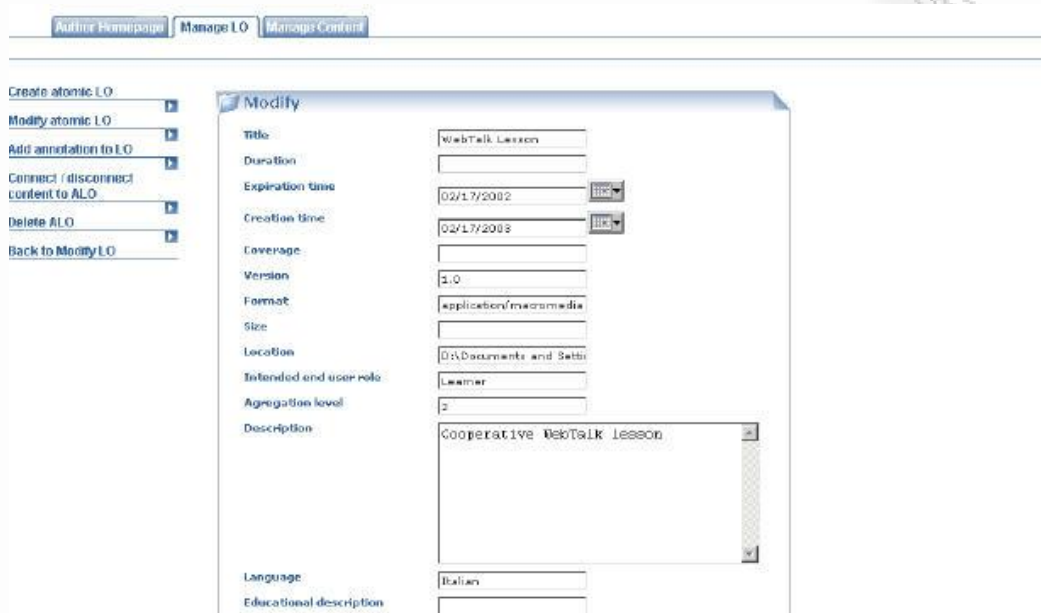 Author Homepage Manage LO Manage Content
Create atomic LO
Modify atomic LO
Add annotation to LO
Connect / disconnect
content to ALO
Delete ALO
Back to Modify LO
Modify
Title WebTalk Lesson
Duration
Expiration time 02/17/2002
Creation time 02/17/2003
Coverage
Version 1.0
Format application/macromedia
Size
Location D:\Documents and Setti
Intended end user role Learner
Agregation level 2
Description Cooperative WebTalk lesson
Language Italian
Educational description